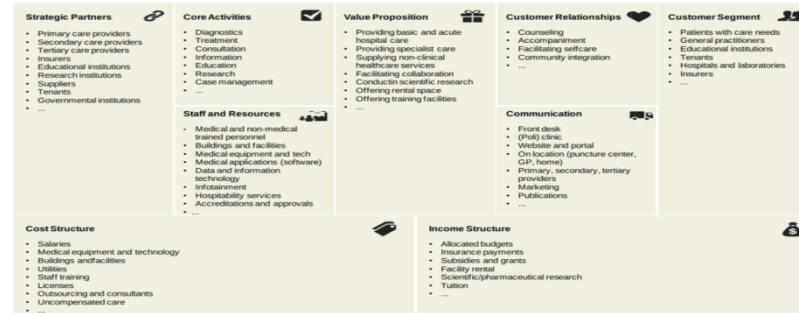 Strategic Partners
• Primary care providers
• Secondary care providers
• Tertiary care providers
• Insurers
• Educational institutions
• Research institutions
• Suppliers
• Tenants
• Governmental institutions
• ...
Core Activities
• Diagnostics
• Treatment
• Consultation
• Information
• Education
• Research
• Case management
• ...
Staff and Resources
• Medical and non-medical
trained personnel
• Buildings and facilities
• Medical equipment and tech
• Medical applications (software)
• Data and information
technology
• Infotainment
• Hospitality services
• Accreditations and approvals
• ...
Value Proposition
• Providing basic and acute
hospital care
• Providing specialist care
• Supplying non-clinical
healthcare services
• Facilitating collaboration
• Conductin scientific research
• Offering rental space
• Offering training facilities
• ...
Customer Relationships
• Counseling
• Accompaniment
• Facilitating selfcare
• Community integration
• ...
Communication
• Front desk
• (Poli) clinic
• Website and portal
• On location (puncture center,
GP, home)
• Primary, secondary, tertiary
providers
• Marketing
• Publications
• ...
Customer Segment
• Patients with care needs
• General practitioners
• Educational institutions
• Tenants
• Hospitals and laboratories
• Insurers
• ...
Cost Structure
• Salaries
• Medical equipment and technology
• Buildings andfacilities
• Utilities
• Staff training
• Licenses
• Outsourcing and consultants
• Uncompensated care
• ...
Income Structure
• Allocated budgets
• Insurance payments
• Subsidies and grants
• Facility rental
• Scientific/pharmaceutical research
• Tuition
• ...
$